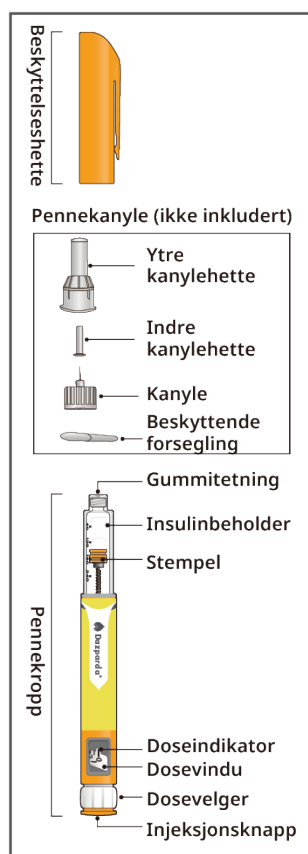 Beskyttelseshette
Pennekanyle (ikke inkludert)
Ytre
kanylehette
Indre
kanylehette
Kanyle
Beskyttende
forsegling
Gummitetning
Insulinbeholder
Stempel
Pennekropp
Dazparda®
Doseindikator
Dosevindu
Dosevelger
Injeksjonsknapp